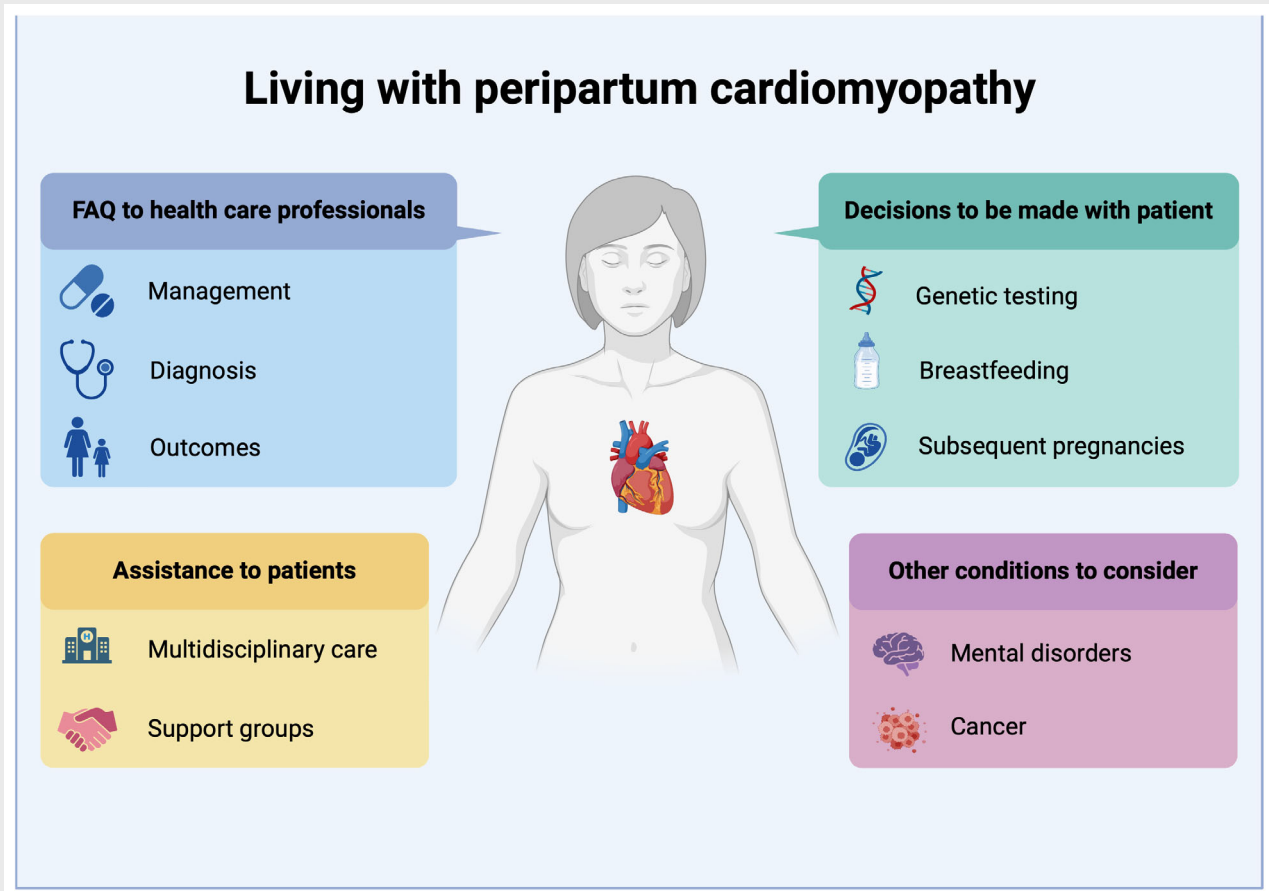 Living with peripartum cardiomyopathy
FAQ to health care professionals
Management
Diagnosis
Outcomes
Decisions to be made with patient
Genetic testing
Breastfeeding
Subsequent pregnancies
Assistance to patients
H
Multidisciplinary care
Support groups
Other conditions to consider
Mental disorders
Cancer